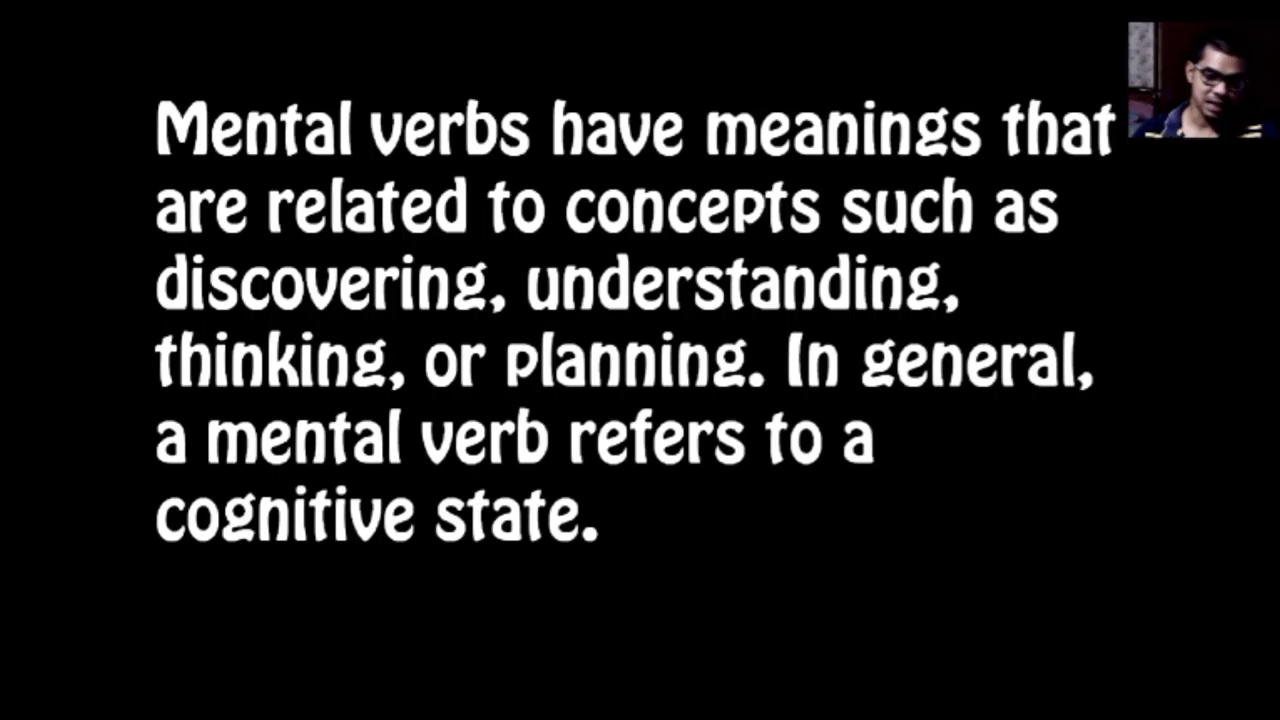 Mental verbs have meanings that
are related to concepts such as
discovering, understanding,
thinking, or planning. In general,
a mental verb refers to a
cognitive state.